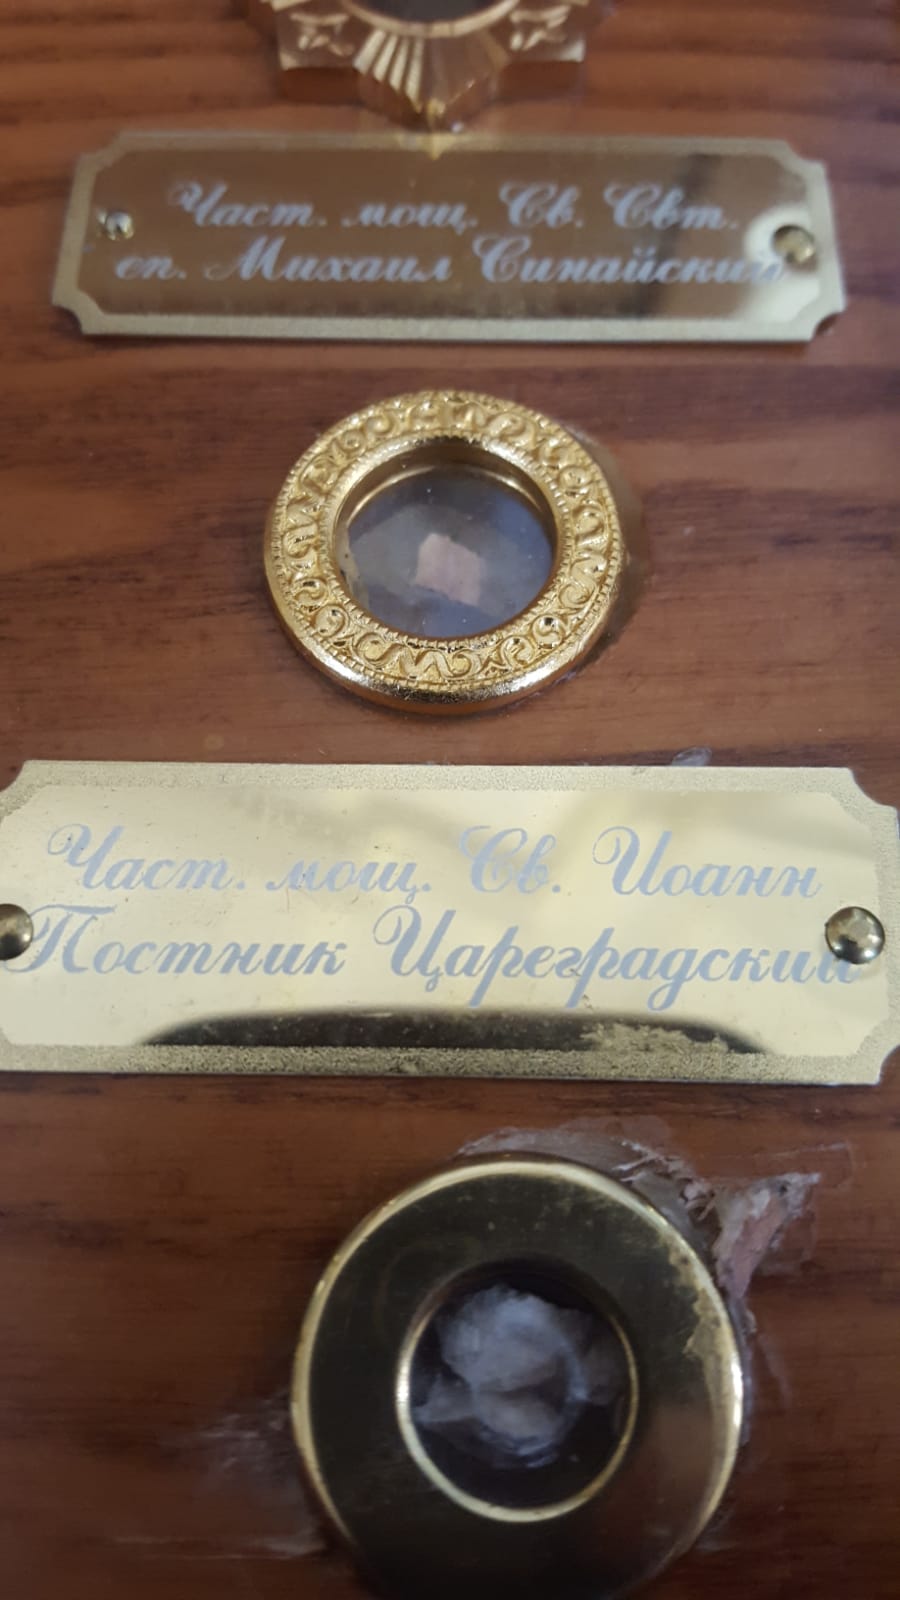 Част. мощ. Св. Свт.
еп. Михаил Синайский
Част. мощ. Св. Иоанн
Постник Цареградский